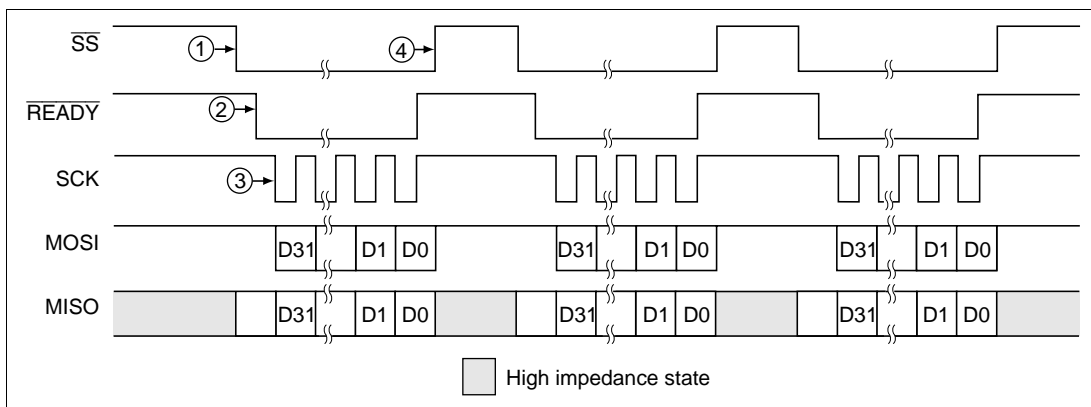 SS ① ④
READY ②
SCK ③
MOSI D31 D1 D0 D31 D1 D0 D31 D1 D0
MISO D31 D1 D0 D31 D1 D0 D31 D1 D0
High impedance state